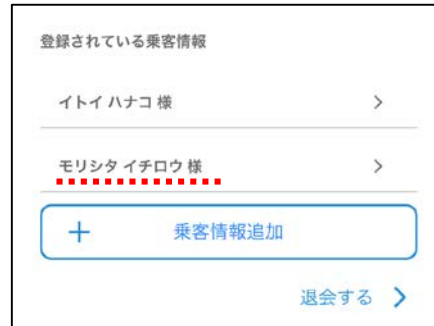 登録されている乗客情報
イトイ ハナコ 様
モリシタ イチロウ 様
乗客情報追加
退会する